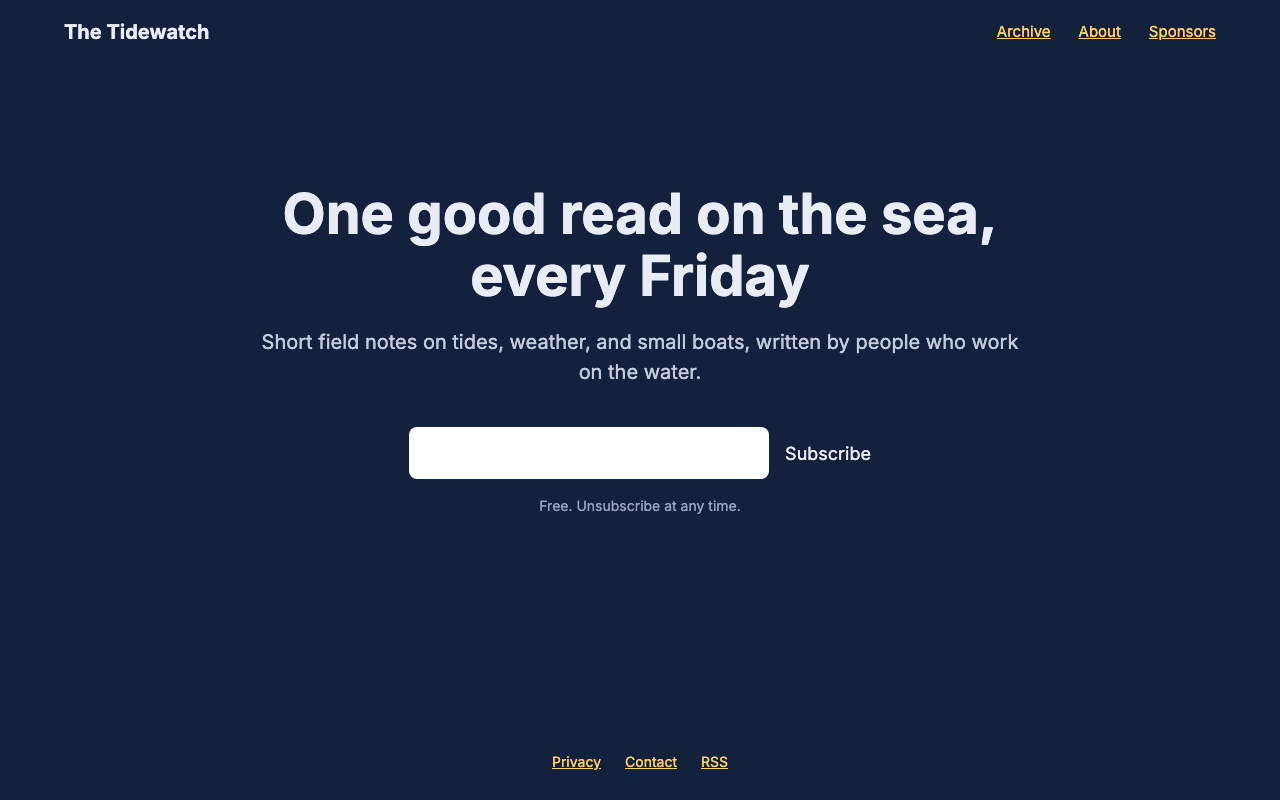 The Tidewatch
Archive About Sponsors
One good read on the sea,
every Friday
Short field notes on tides, weather, and small boats, written by people who work
on the water.
Subscribe
Free. Unsubscribe at any time.
Privacy Contact RSS